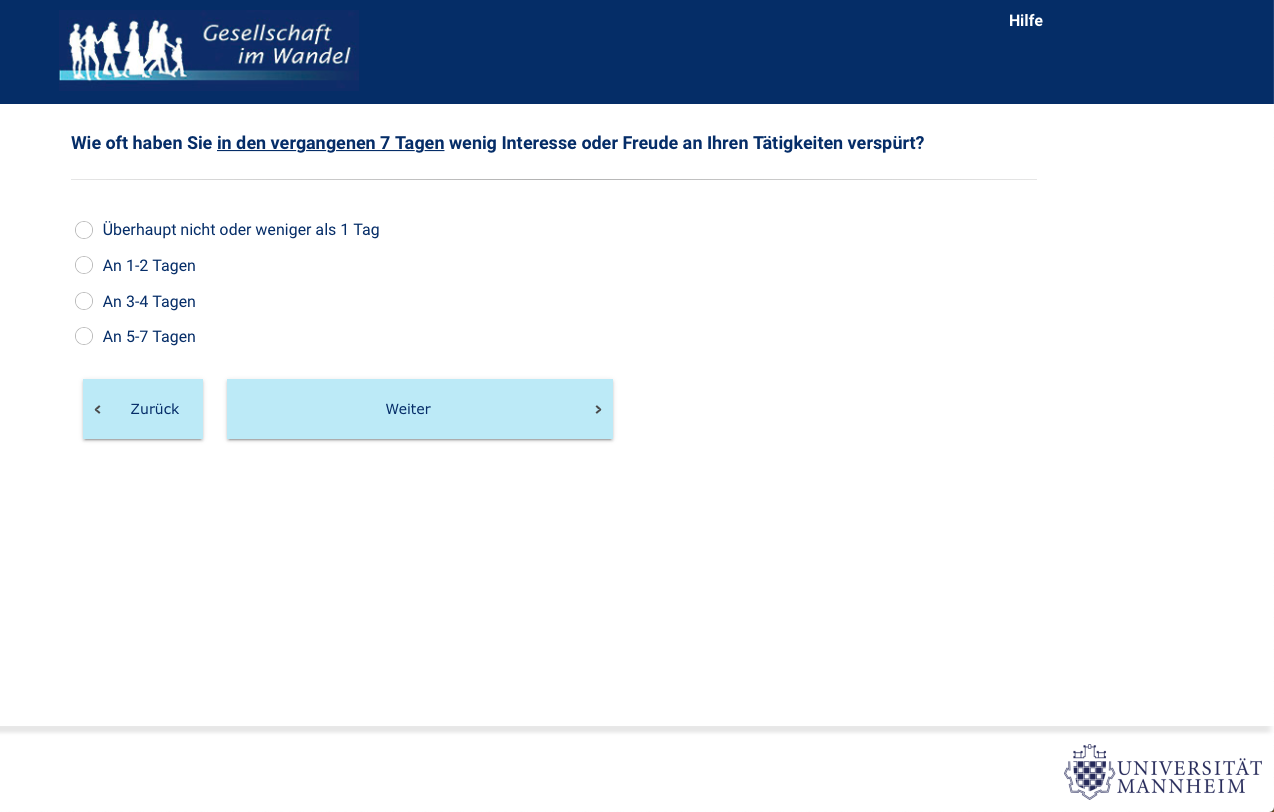 Gesellschaft
im Wandel
Hilfe
Wie oft haben Sie in den vergangenen 7 Tagen wenig Interesse oder Freude an Ihren Tätigkeiten verspürt?
Überhaupt nicht oder weniger als 1 Tag
An 1-2 Tagen
An 3-4 Tagen
An 5-7 Tagen
Zurück
Weiter
UNIVERSITÄT
MANNHEIM